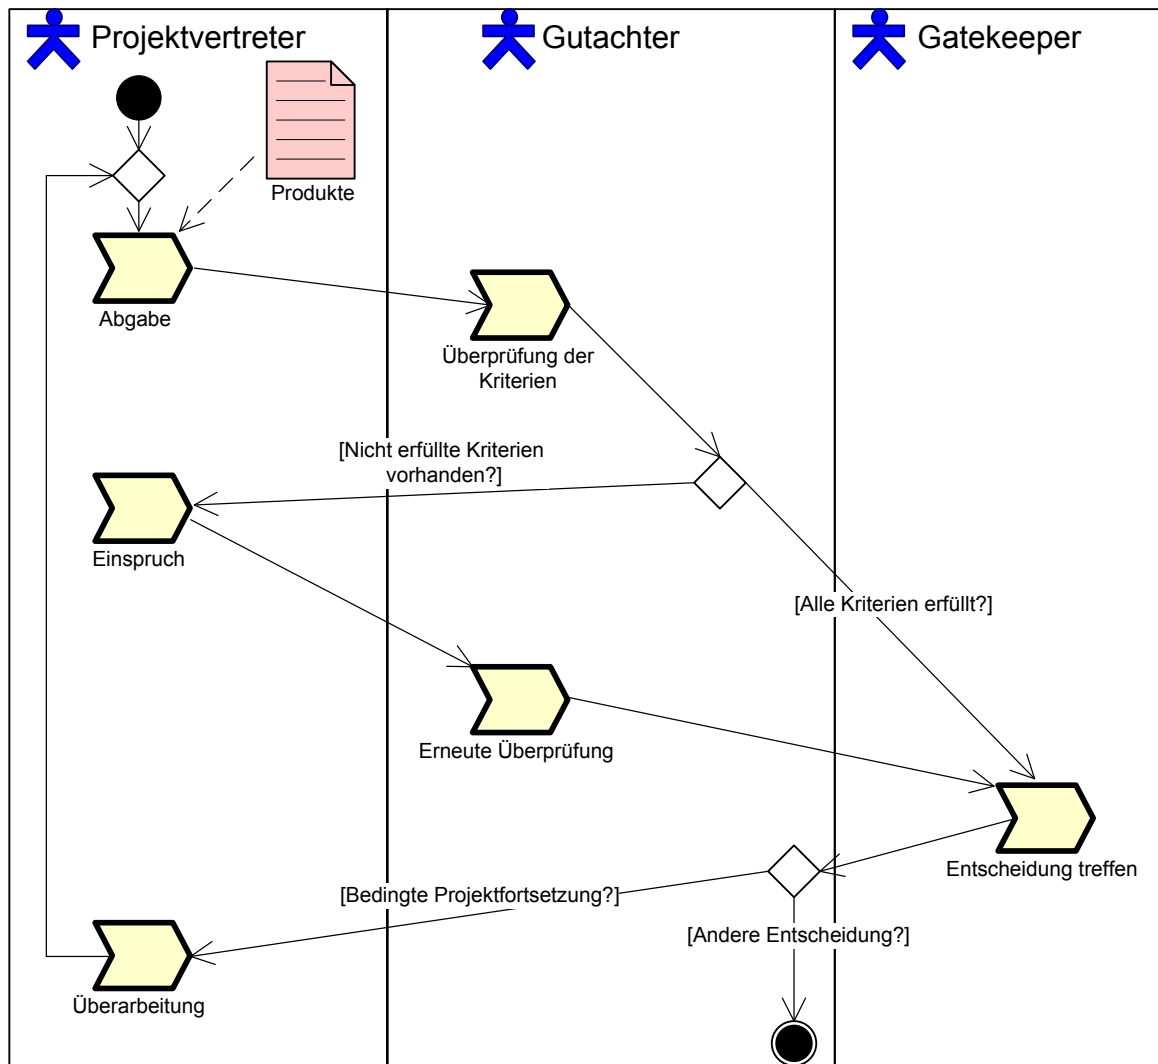 Projektvertreter
Gutachter
Gatekeeper
Produkte
Abgabe
Überprüfung der
Kriterien
[Nicht erfüllte Kriterien
vorhanden?]
Einspruch
[Alle Kriterien erfüllt?]
Erneute Überprüfung
Entscheidung treffen
[Bedingte Projektfortsetzung?]
[Andere Entscheidung?]
Überarbeitung